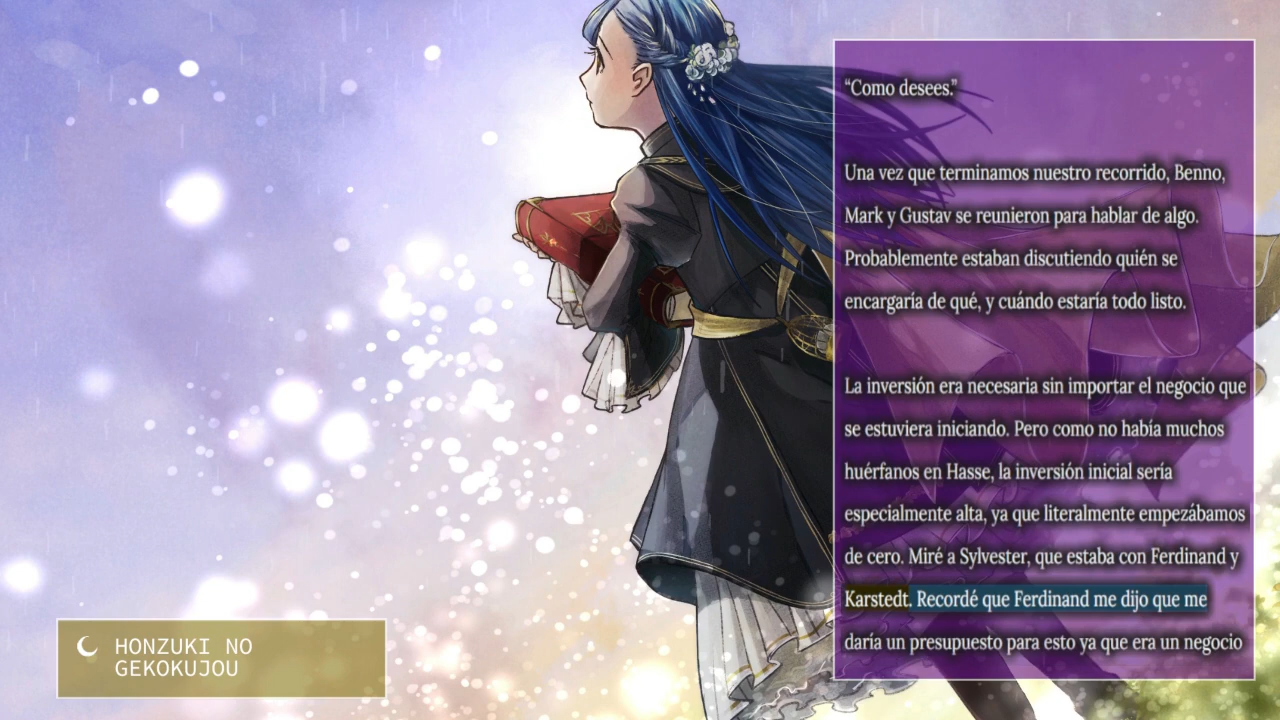 “Como desees.”
Una vez que terminamos nuestro recorrido, Benno,
Mark y Gustav se reunieron para hablar de algo.
Probablemente estaban discutiendo quién se
encargaría de qué, y cuándo estaría todo listo.
La inversión era necesaria sin importar el negocio que
se estuviera iniciando. Pero como no había muchos
huérfanos en Hasse, la inversión inicial sería
especialmente alta, ya que literalmente empezábamos
de cero. Miré a Sylvester, que estaba con Ferdinand y
Karstedt. Recordé que Ferdinand me dijo que me
daría un presupuesto para esto ya que era un negocio
HONZUKI NO
GEKOKUJOU